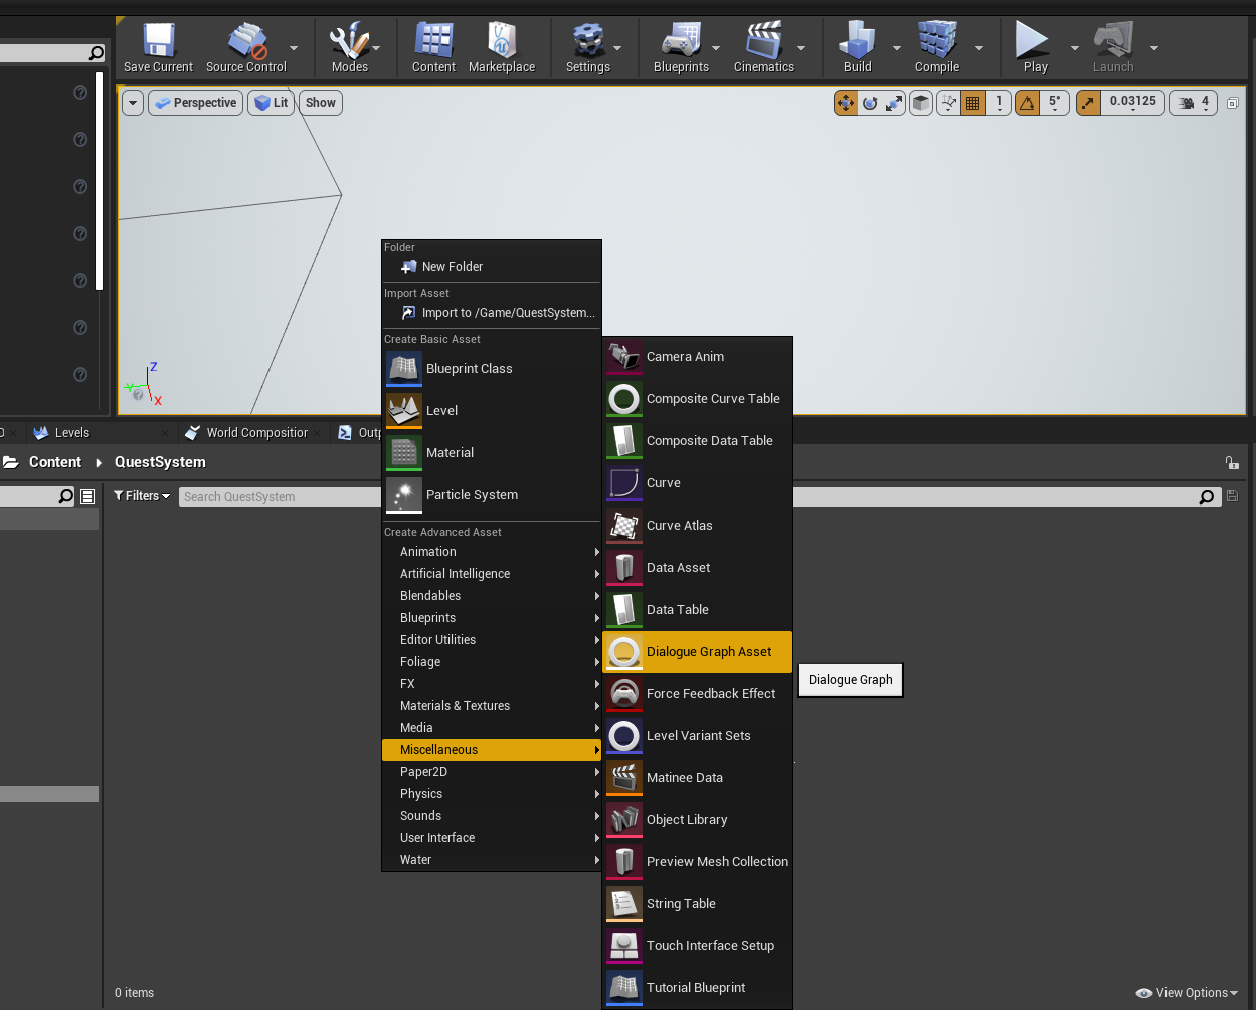 Save Current
Source Control
Modes
Content
Marketplace
Settings
Blueprints
Cinematics
Build
Compile
Play
Launch
Perspective
Lit
Show
1
5°
0.03125
4
Z
Y
X
Folder
New Folder
Import Asset
Import to /Game/QuestSystem...
Create Basic Asset
Blueprint Class
Level
Material
Particle System
Create Advanced Asset
Animation
Artificial Intelligence
Blendables
Blueprints
Editor Utilities
Foliage
FX
Materials & Textures
Media
Miscellaneous
Paper2D
Physics
Sounds
User Interface
Water
Camera Anim
Composite Curve Table
Composite Data Table
Curve
Curve Atlas
Data Asset
Data Table
Dialogue Graph Asset
Force Feedback Effect
Level Variant Sets
Matinee Data
Object Library
Preview Mesh Collection
String Table
Touch Interface Setup
Tutorial Blueprint
Dialogue Graph
Levels
World Compositior
Outp
Content
QuestSystem
Filters
Search QuestSystem
0 items
View Options